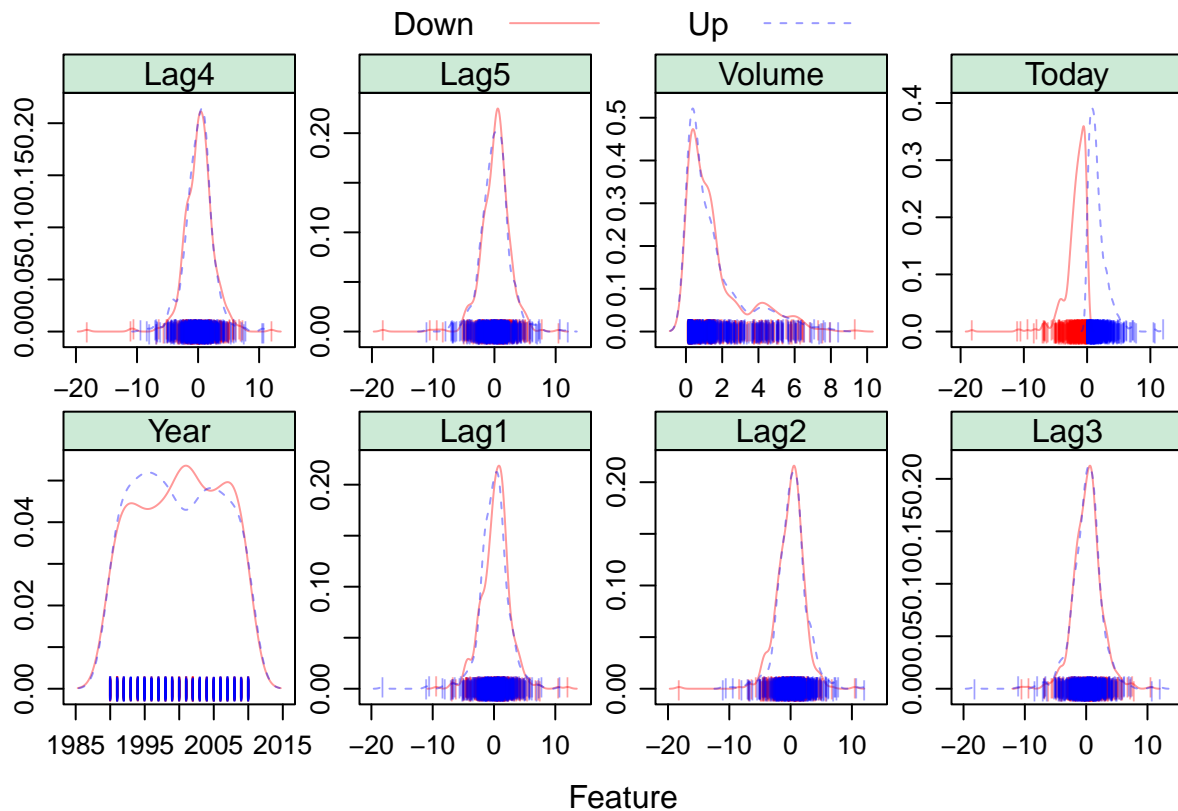 Down Up
Lag4 Lag5 Volume Today
0.00 0.05 0.10 0.15 0.20
0.00 0.10 0.20
0.0 0.1 0.2 0.3 0.4 0.5
0.0 0.1 0.2 0.3 0.4
−20 −10 0 10 −20 −10 0 10 0 2 4 6 8 10 −20 −10 0 10
Year Lag1 Lag2 Lag3
0.00 0.02 0.04
0.00 0.10 0.20
0.00 0.10 0.20
0.00 0.05 0.10 0.15 0.20
1985 1995 2005 2015 −20 −10 0 10 −20 −10 0 10 −20 −10 0 10
Feature